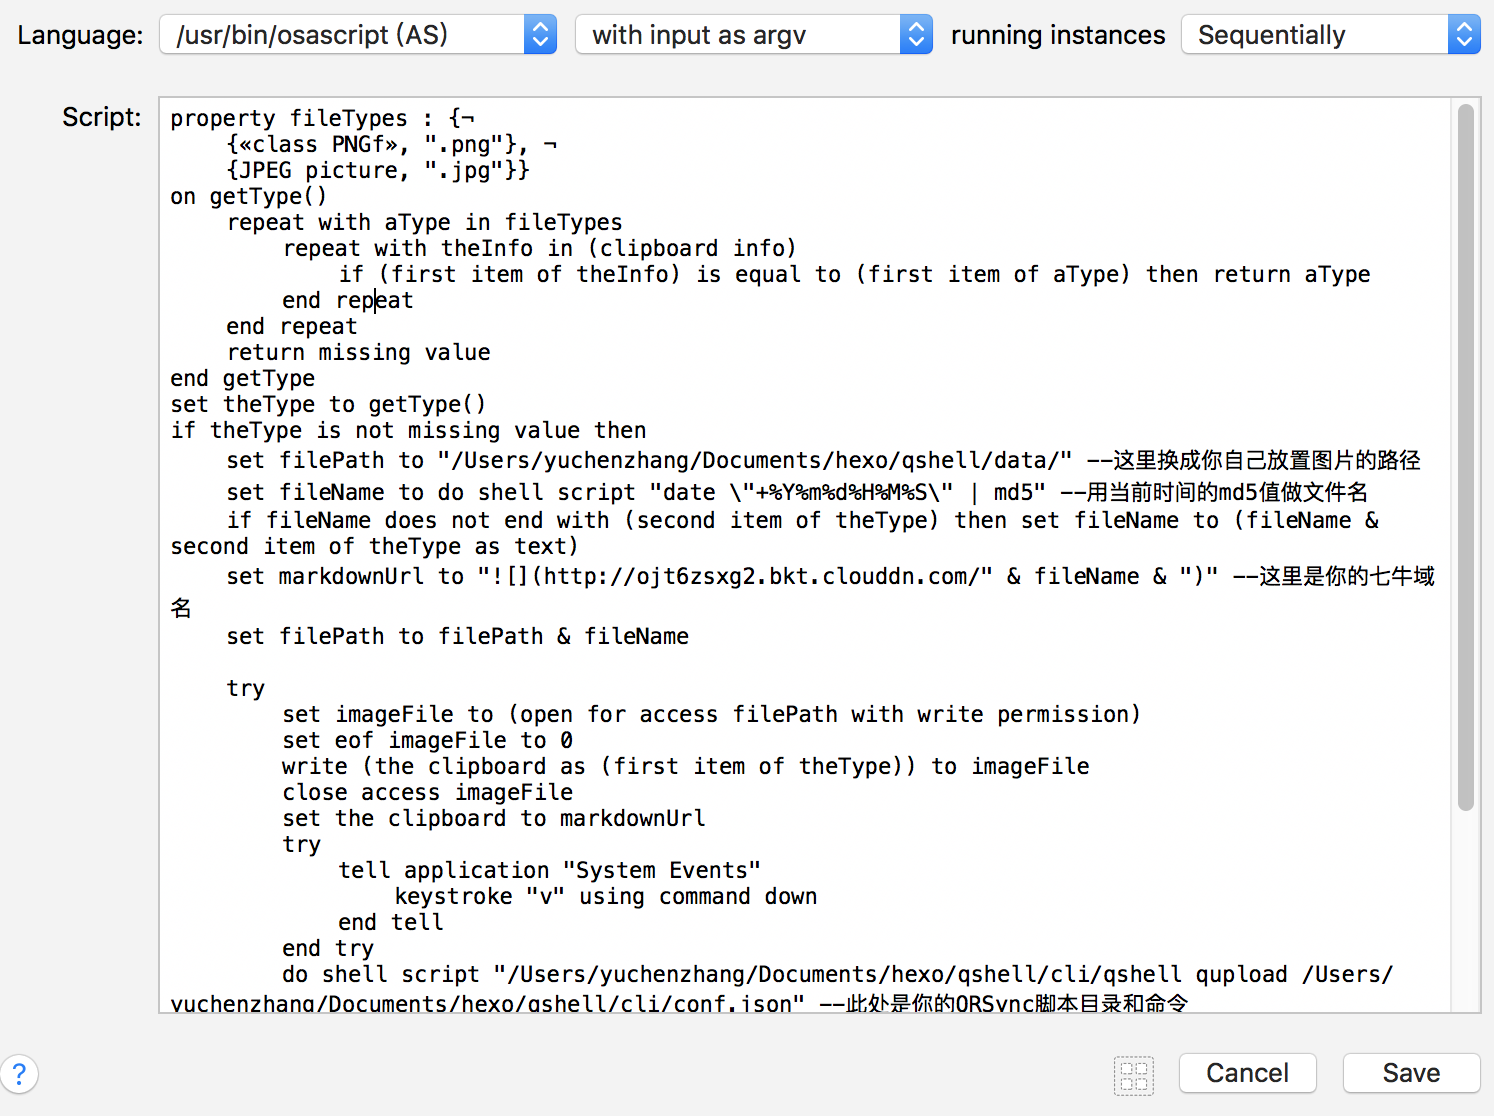 Language: /usr/bin/osascript (AS) with input as argv running instances Sequentially
Script:
property fileTypes : {¬
{«class PNGf», ".png"}, ¬
{JPEG picture, ".jpg"}}
on getType()
repeat with aType in fileTypes
repeat with theInfo in (clipboard info)
if (first item of theInfo) is equal to (first item of aType) then return aType
end repeat
end repeat
return missing value
end getType
set theType to getType()
if theType is not missing value then
set filePath to "/Users/yuchenzhang/Documents/hexo/qshell/data/" --这里换成你自己放置图片的路径
set fileName to do shell script "date \"+%Y%m%d%H%M%S\" | md5" --用当前时间的md5值做文件名
if fileName does not end with (second item of theType) then set fileName to (fileName &
second item of theType as text)
set markdownUrl to "![](http://ojt6zsxg2.bkt.clouddn.com/" & fileName & ")" --这里是你的七牛域
名
set filePath to filePath & fileName
try
set imageFile to (open for access filePath with write permission)
set eof imageFile to 0
write (the clipboard as (first item of theType)) to imageFile
close access imageFile
set the clipboard to markdownUrl
try
tell application "System Events"
keystroke "v" using command down
end tell
end try
do shell script "/Users/yuchenzhang/Documents/hexo/qshell/cli/qshell qupload /Users/
yuchenzhang/Documents/hexo/qshell/cli/conf.json" --此处是你的QRSync脚本目录和命令
? Cancel Save